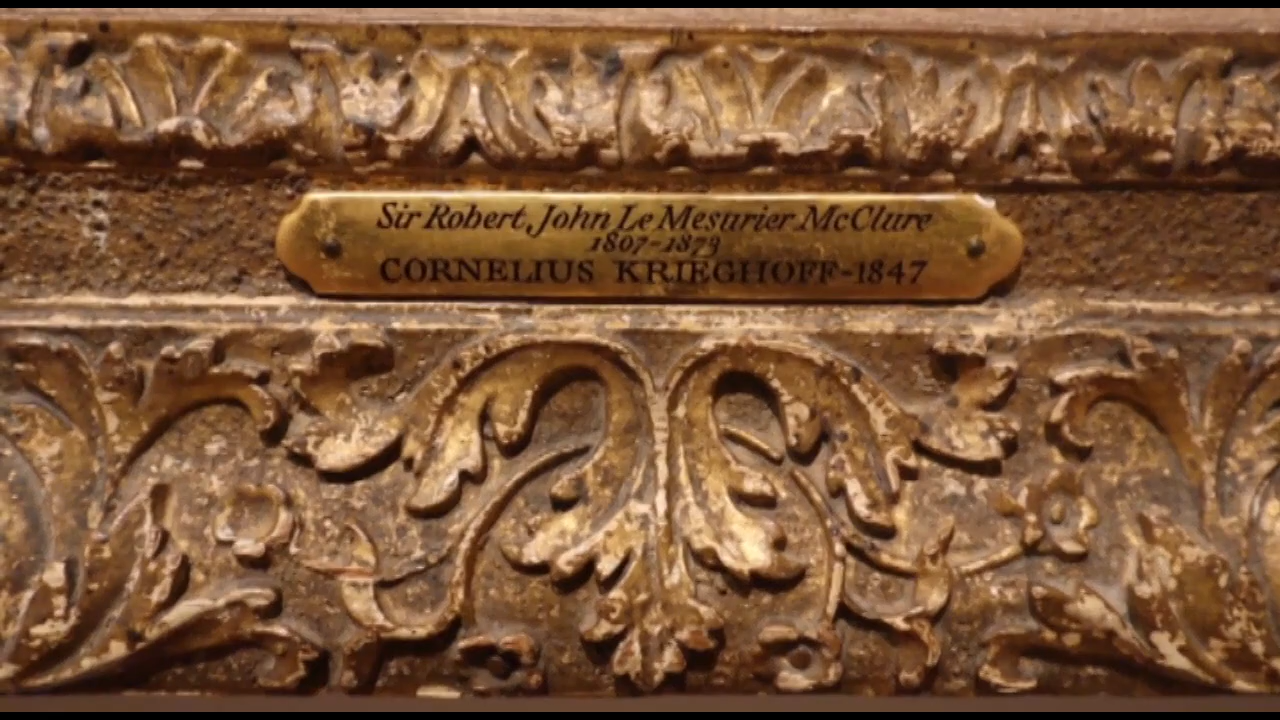 Sir Robert John Le Mesurier McClure
1807-1873
CORNELIUS KRIEGHOFF-1847